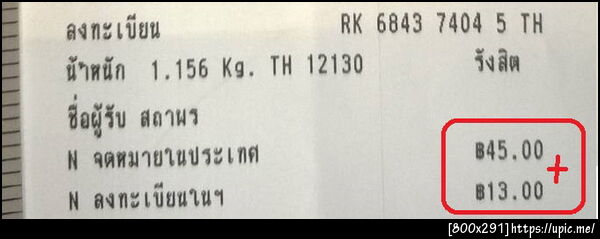 ลงทะเบียน RK 6843 7404 5 TH
น้ำหนัก 1.156 Kg. TH 12130 รังสิต
ชื่อผู้รับ สถาพร
N จดหมายในประเทศ ฿45.00
+
N ลงทะเบียนในฯ ฿13.00
[800x291]https://upic.me/